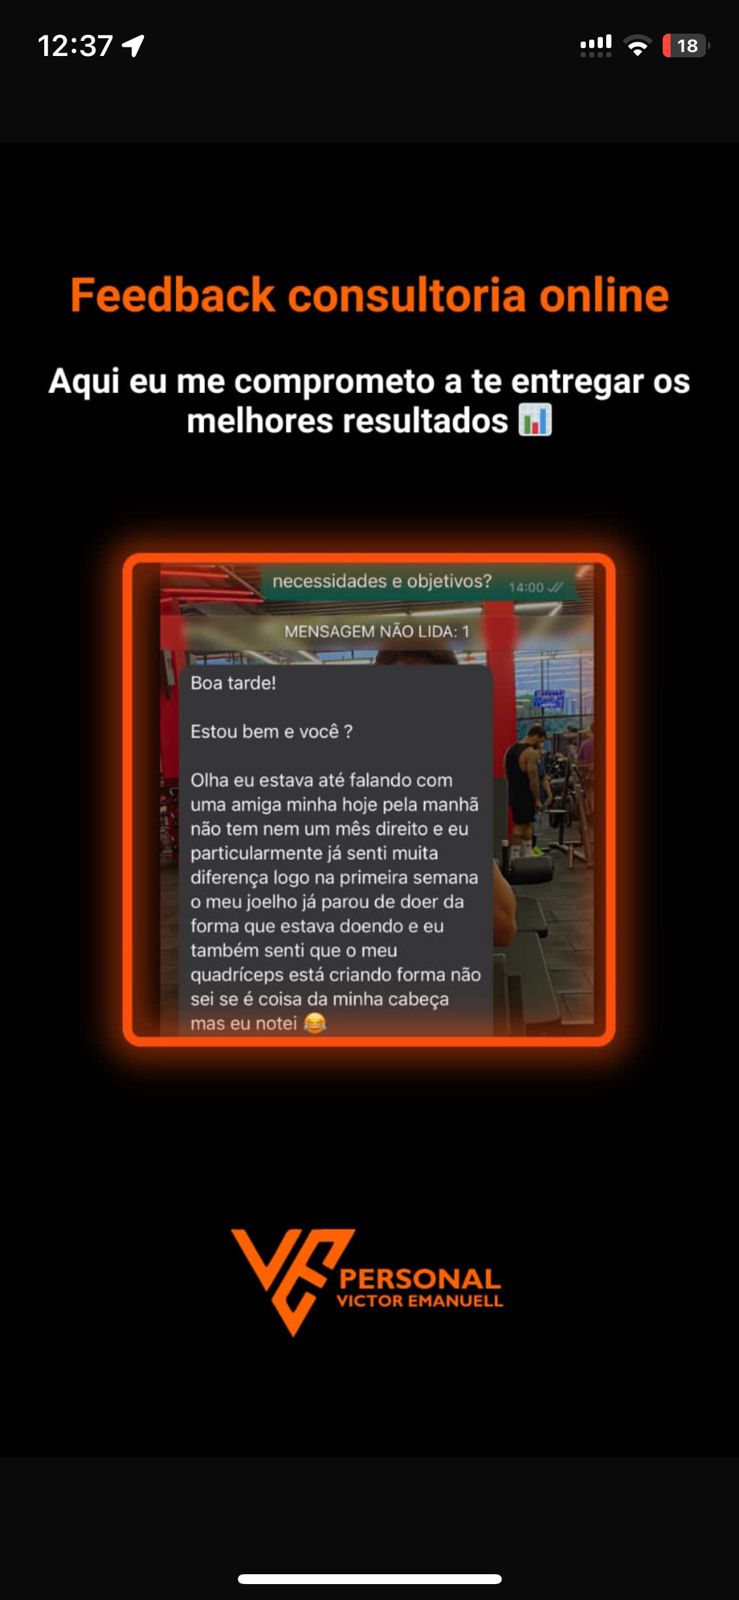 12:37
18
Feedback consultoria online
Aqui eu me comprometo a te entregar os
melhores resultados 📊
necessidades e objetivos? 14:00
MENSAGEM NÃO LIDA: 1
Boa tarde!
Estou bem e você ?
Olha eu estava até falando com
uma amiga minha hoje pela manhã
não tem nem um mês direito e eu
particularmente já senti muita
diferença logo na primeira semana
o meu joelho já parou de doer da
forma que estava doendo e eu
também senti que o meu
quadríceps está criando forma não
sei se é coisa da minha cabeça
mas eu notei 😂
VE PERSONAL
VICTOR EMANUELL